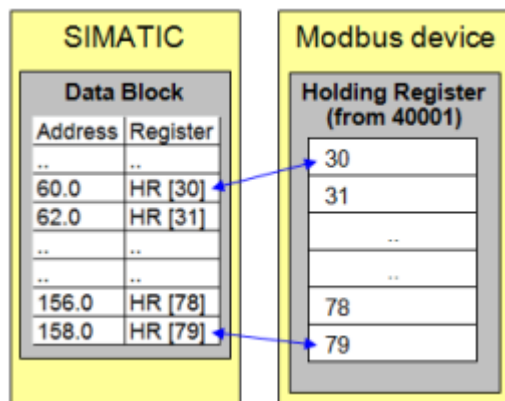 SIMATIC
Data Block
Address Register
.. ..
60.0 HR [30]
62.0 HR [31]
.. ..
.. ..
156.0 HR [78]
158.0 HR [79]
Modbus device
Holding Register
(from 40001)
30
31
..
..
78
79